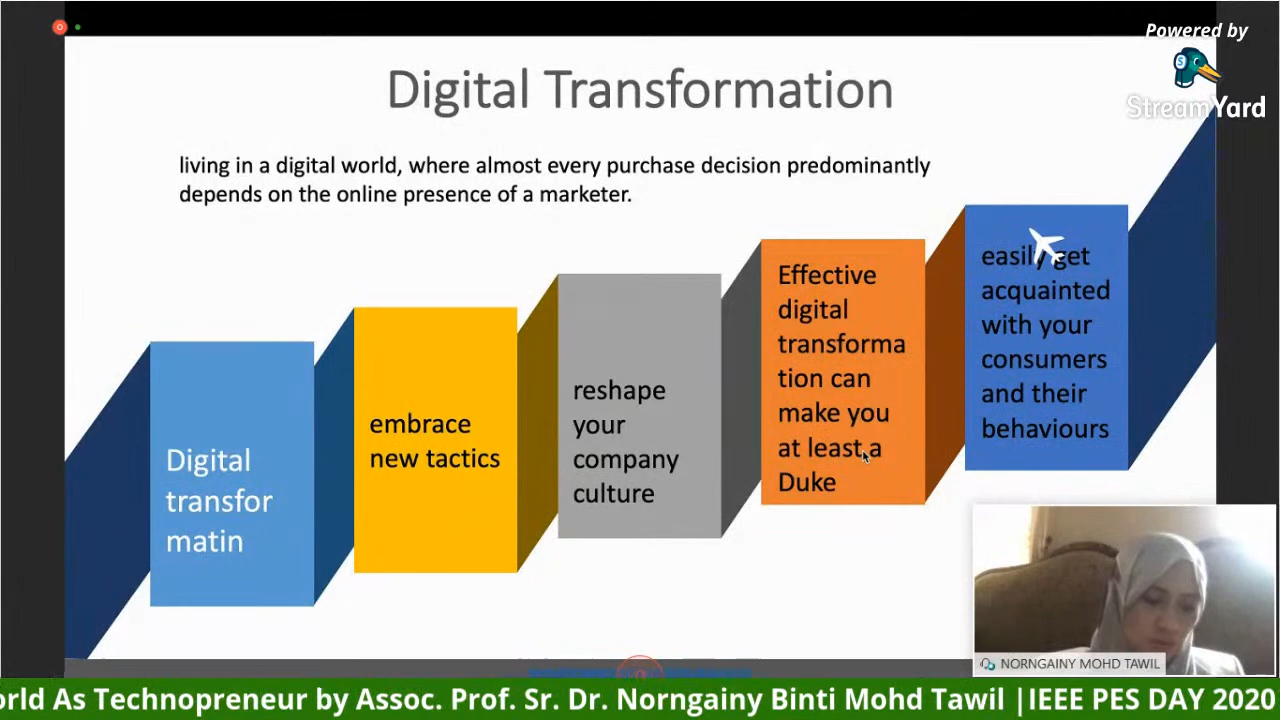 Powered by
StreamYard
Digital Transformation
living in a digital world, where almost every purchase decision predominantly
depends on the online presence of a marketer.
Digital
transfor
matin
embrace
new tactics
reshape
your
company
culture
Effective
digital
transforma
tion can
make you
at least a
Duke
easily get
acquainted
with your
consumers
and their
behaviours
NORNGAINY MOHD TAWIL
orld As Technopreneur by Assoc. Prof. Sr. Dr. Norngainy Binti Mohd Tawil |IEEE PES DAY 2020